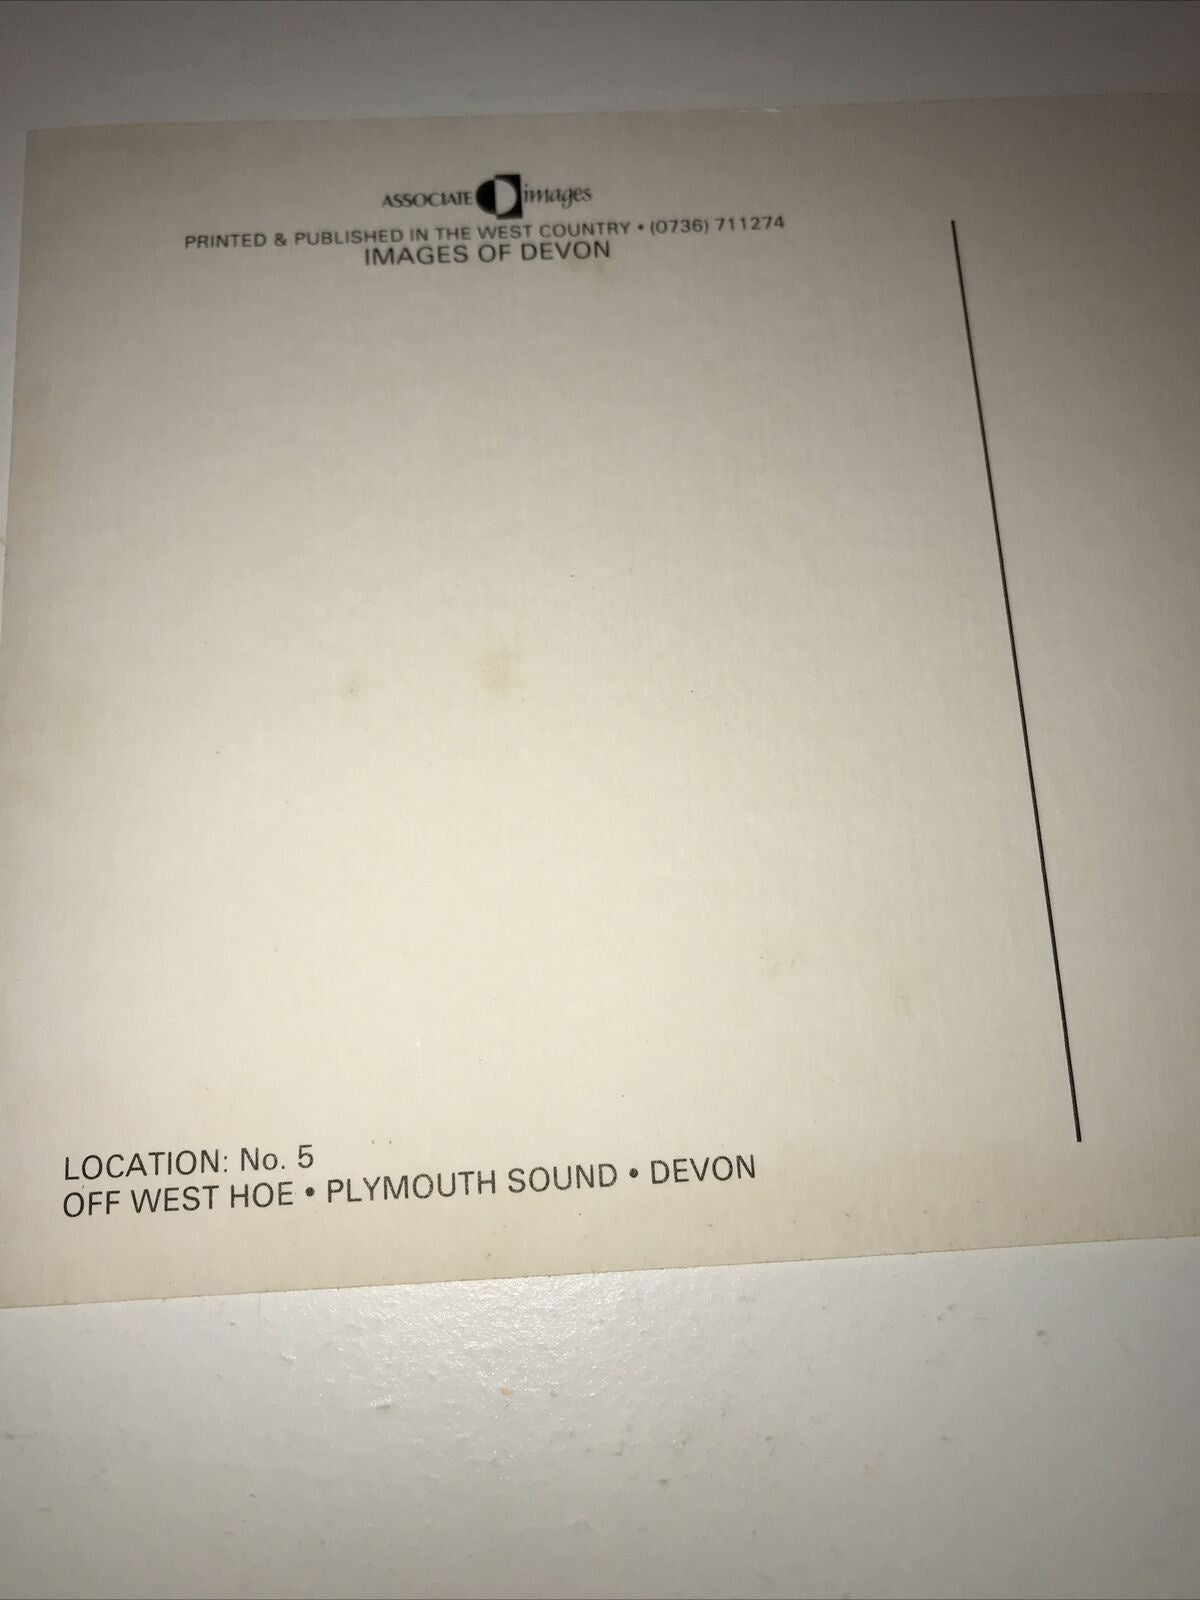 ASSOCIATE images
PRINTED & PUBLISHED IN THE WEST COUNTRY • (0736) 711274
IMAGES OF DEVON
LOCATION: No. 5
OFF WEST HOE • PLYMOUTH SOUND • DEVON